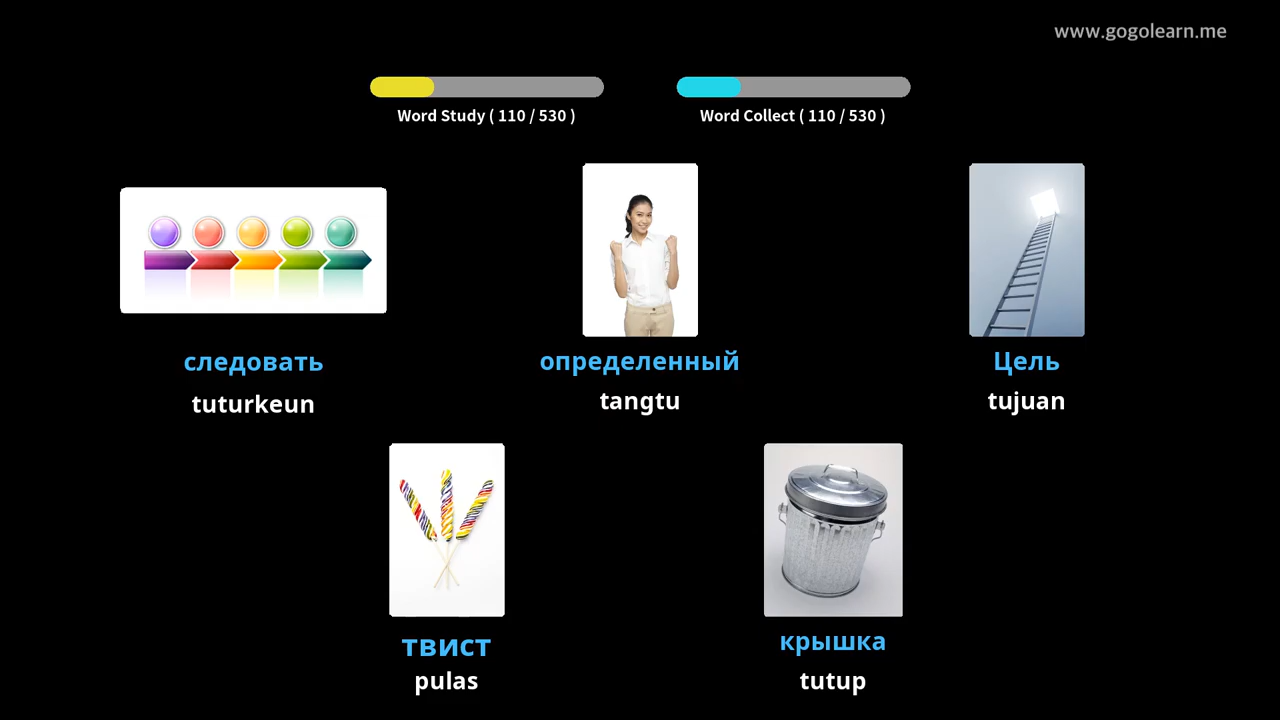 www.gogolearn.me
Word Study ( 110 / 530 )
Word Collect ( 110 / 530 )
следовать
tuturkeun
определенный
tangtu
Цель
tujuan
твист
pulas
крышка
tutup